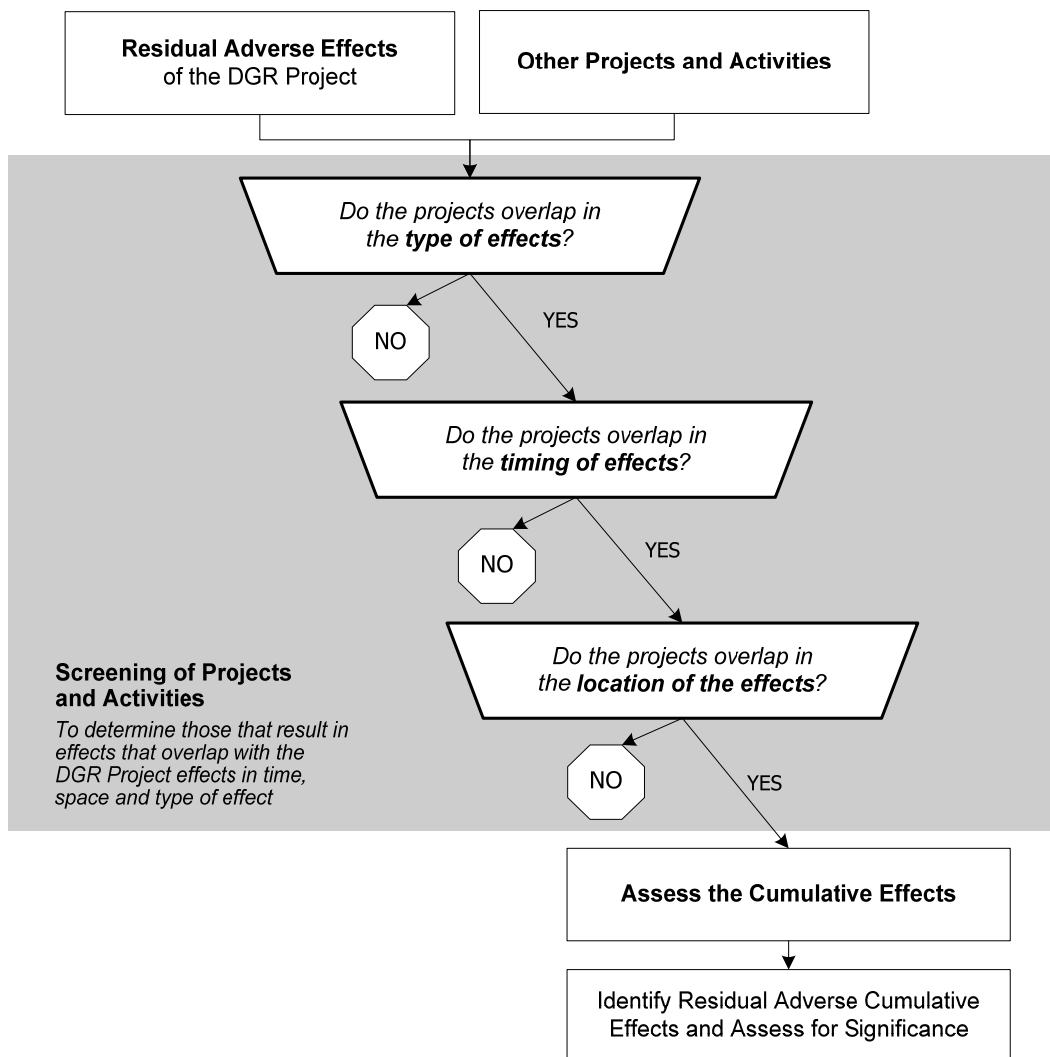 Residual Adverse Effects
of the DGR Project
Other Projects and Activities
Do the projects overlap in
the type of effects?
NO
YES
Do the projects overlap in
the timing of effects?
NO
YES
Do the projects overlap in
the location of the effects?
NO
YES
Screening of Projects
and Activities
To determine those that result in
effects that overlap with the
DGR Project effects in time,
space and type of effect
Assess the Cumulative Effects
Identify Residual Adverse Cumulative
Effects and Assess for Significance